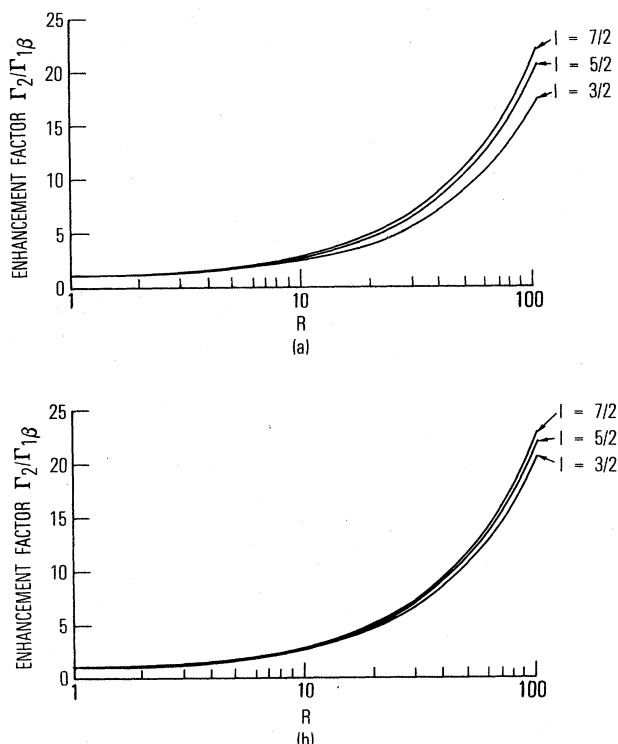 25
20
15
10
5
0
ENHANCEMENT FACTOR Γ₂/Γ₁β
I = 7/2
I = 5/2
I = 3/2
1
10
100
R
(a)
25
20
15
10
5
0
ENHANCEMENT FACTOR Γ₂/Γ₁β
I = 7/2
I = 5/2
I = 3/2
1
10
100
R
(b)